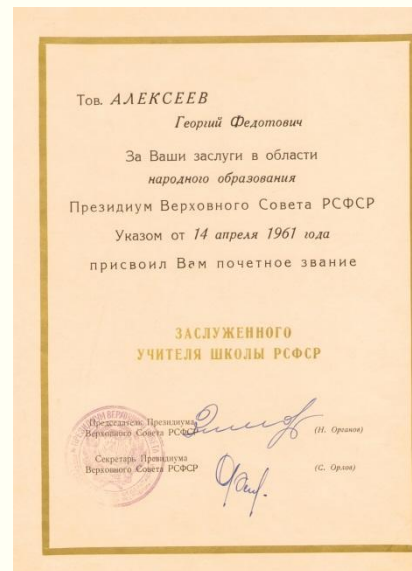 Тов. АЛЕКСЕЕВ
Георгий Федотович
За Ваши заслуги в области
народного образования
Президиум Верховного Совета РСФСР
Указом от 14 апреля 1961 года
присвоил Вам почетное звание
ЗАСЛУЖЕННОГО
УЧИТЕЛЯ ШКОЛЫ РСФСР
Председатель Президиума
Верховного Совета РСФСР
(Н. Органов)
Секретарь Президиума
Верховного Совета РСФСР
(С. Орлов)